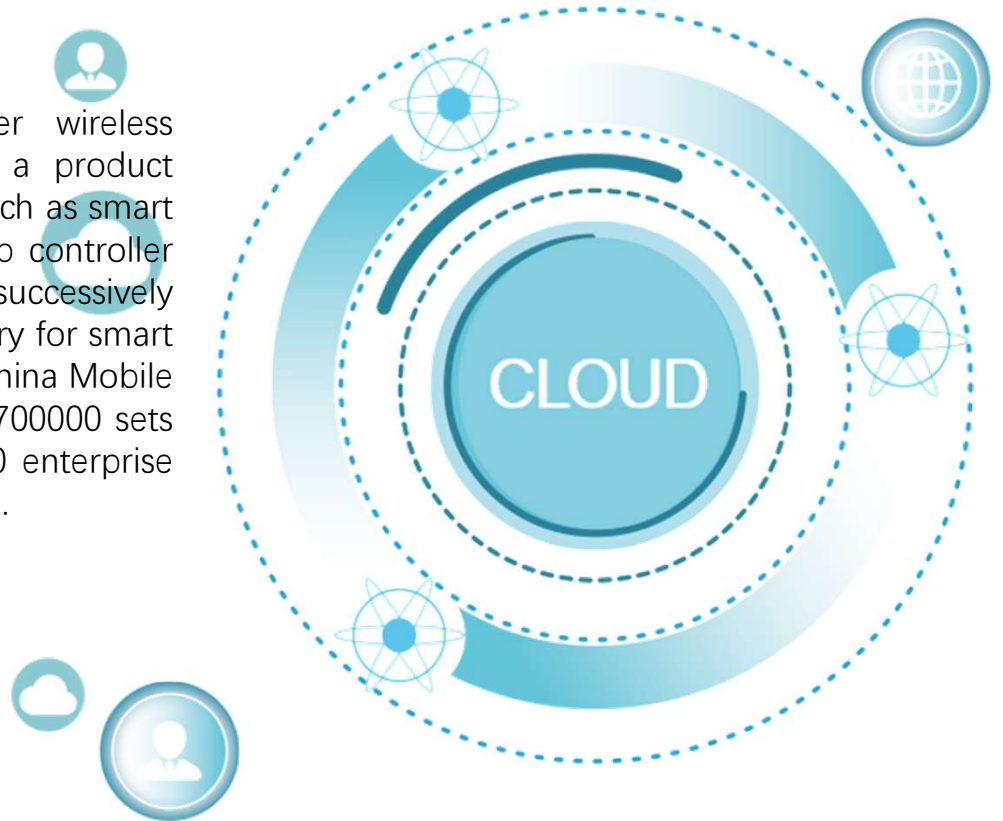 er wireless
a product
ch as smart
controller
successively
ry for smart
hina Mobile
700000 sets
0 enterprise
.
CLOUD